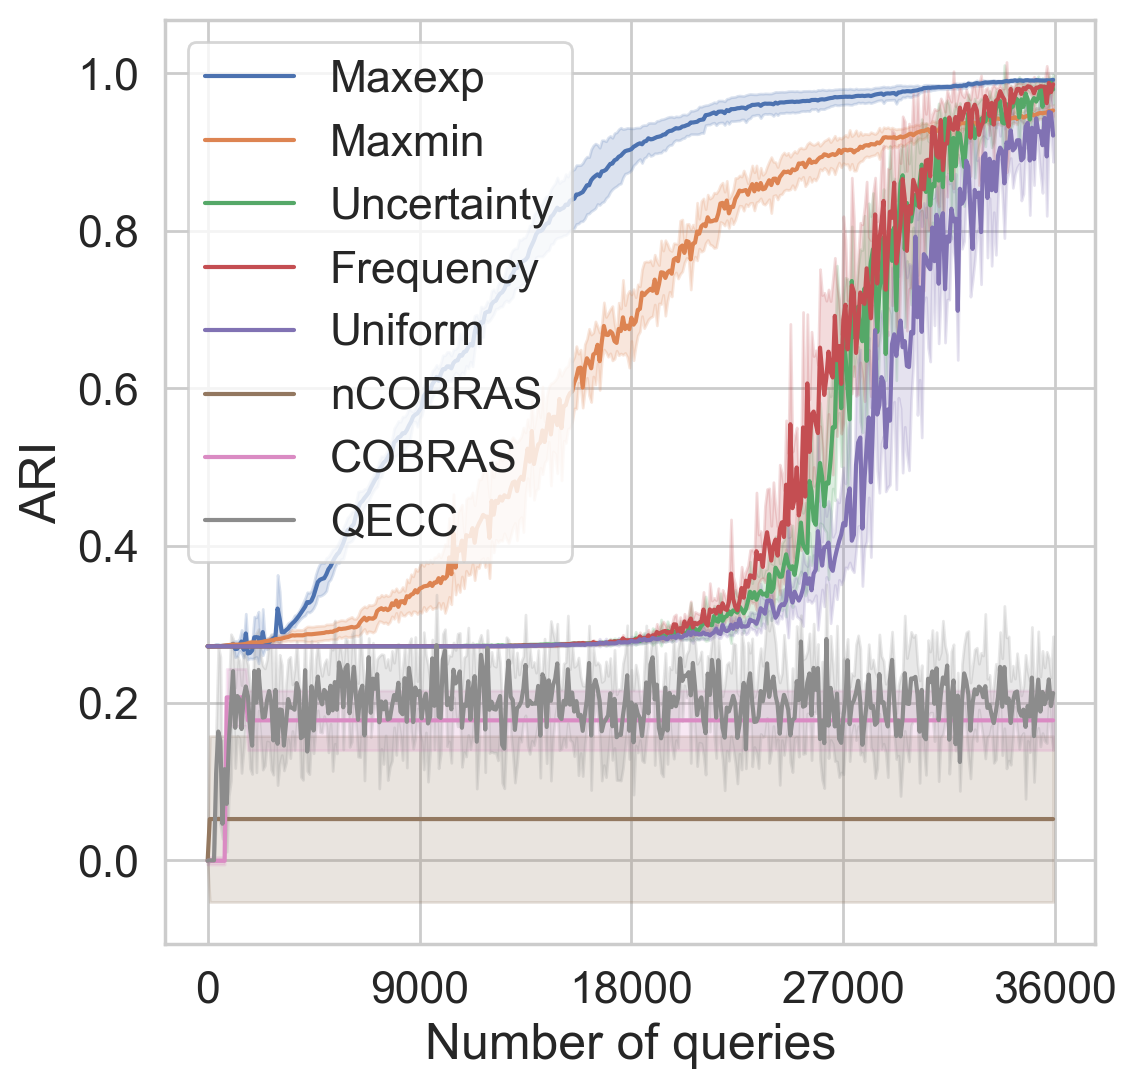 Maxexp
Maxmin
Uncertainty
Frequency
Uniform
nCOBRAS
COBRAS
QECC
ARI
1.0
0.8
0.6
0.4
0.2
0.0
0 9000 18000 27000 36000
Number of queries